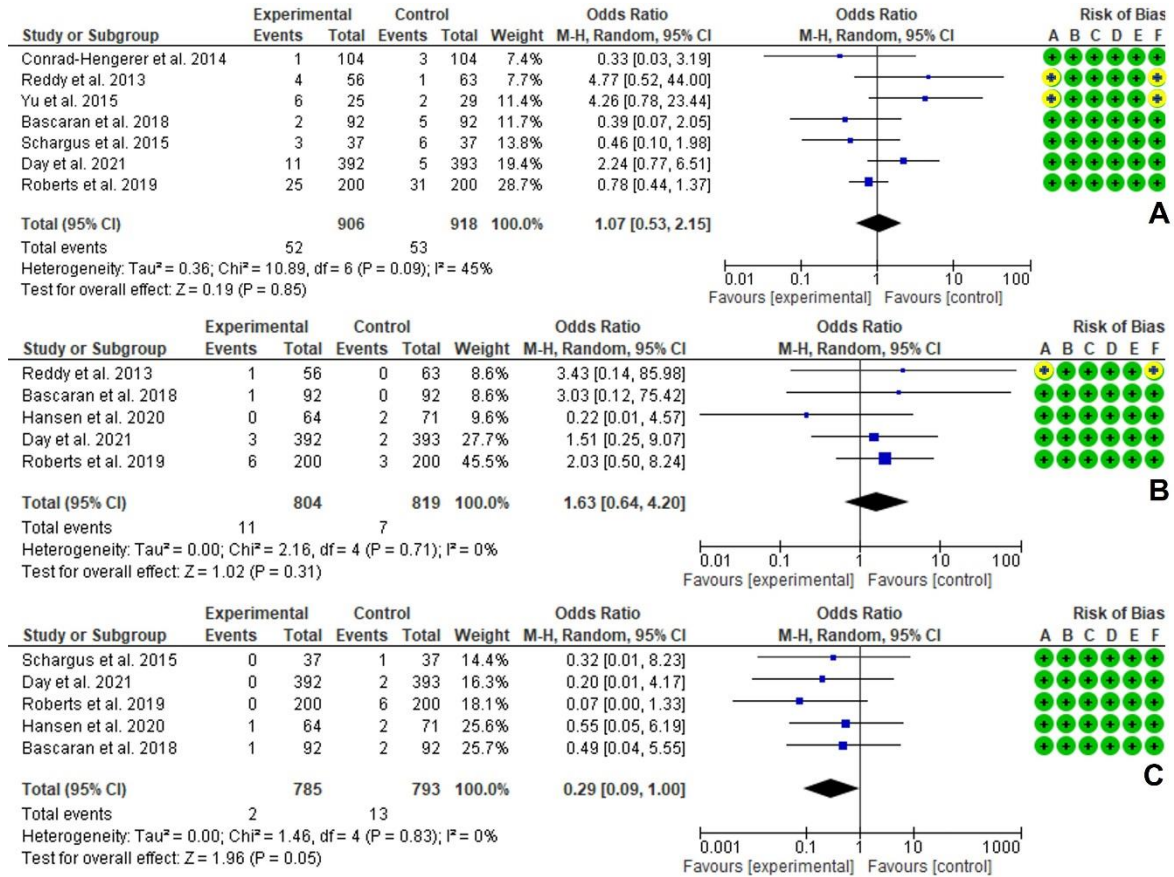 Experimental Control Odds Ratio Odds Ratio Risk of Bias
Study or Subgroup Events Total Events Total Weight M-H, Random, 95% CI M-H, Random, 95% CI A B C D E F
Conrad-Hengerer et al. 2014 1 104 3 104 7.4% 0.33 [0.03, 3.19]
Reddy et al. 2013 4 56 1 63 7.7% 4.77 [0.52, 44.00]
Yu et al. 2015 6 25 2 29 11.4% 4.26 [0.78, 23.44]
Bascaran et al. 2018 2 92 5 92 11.7% 0.39 [0.07, 2.05]
Schargus et al. 2015 3 37 6 37 13.8% 0.46 [0.10, 1.98]
Day et al. 2021 11 392 5 393 19.4% 2.24 [0.77, 6.51]
Roberts et al. 2019 25 200 31 200 28.7% 0.78 [0.44, 1.37]
A
Total (95% CI) 906 918 100.0% 1.07 [0.53, 2.15]
Total events 52 53
Heterogeneity: Tau² = 0.36; Chi² = 10.89, df = 6 (P = 0.09); I² = 45%
Test for overall effect: Z = 0.19 (P = 0.85)
0.01 0.1 1 10 100
Favours [experimental] Favours [control]
Experimental Control Odds Ratio Odds Ratio Risk of Bias
Study or Subgroup Events Total Events Total Weight M-H, Random, 95% CI M-H, Random, 95% CI A B C D E F
Reddy et al. 2013 1 56 0 63 8.6% 3.43 [0.14, 85.98]
Bascaran et al. 2018 1 92 0 92 8.6% 3.03 [0.12, 75.42]
Hansen et al. 2020 0 64 2 71 9.6% 0.22 [0.01, 4.57]
Day et al. 2021 3 392 2 393 27.7% 1.51 [0.25, 9.07]
Roberts et al. 2019 6 200 3 200 45.5% 2.03 [0.50, 8.24]
B
Total (95% CI) 804 819 100.0% 1.63 [0.64, 4.20]
Total events 11 7
Heterogeneity: Tau² = 0.00; Chi² = 2.16, df = 4 (P = 0.71); I² = 0%
Test for overall effect: Z = 1.02 (P = 0.31)
0.01 0.1 1 10 100
Favours [experimental] Favours [control]
Experimental Control Odds Ratio Odds Ratio Risk of Bias
Study or Subgroup Events Total Events Total Weight M-H, Random, 95% CI M-H, Random, 95% CI A B C D E F
Schargus et al. 2015 0 37 1 37 14.4% 0.32 [0.01, 8.23]
Day et al. 2021 0 392 2 393 16.3% 0.20 [0.01, 4.17]
Roberts et al. 2019 0 200 6 200 18.1% 0.07 [0.00, 1.33]
Hansen et al. 2020 1 64 2 71 25.6% 0.55 [0.05, 6.19]
Bascaran et al. 2018 1 92 2 92 25.7% 0.49 [0.04, 5.55]
C
Total (95% CI) 785 793 100.0% 0.29 [0.09, 1.00]
Total events 2 13
Heterogeneity: Tau² = 0.00; Chi² = 1.46, df = 4 (P = 0.83); I² = 0%
Test for overall effect: Z = 1.96 (P = 0.05)
0.001 0.1 1 10 1000
Favours [experimental] Favours [control]